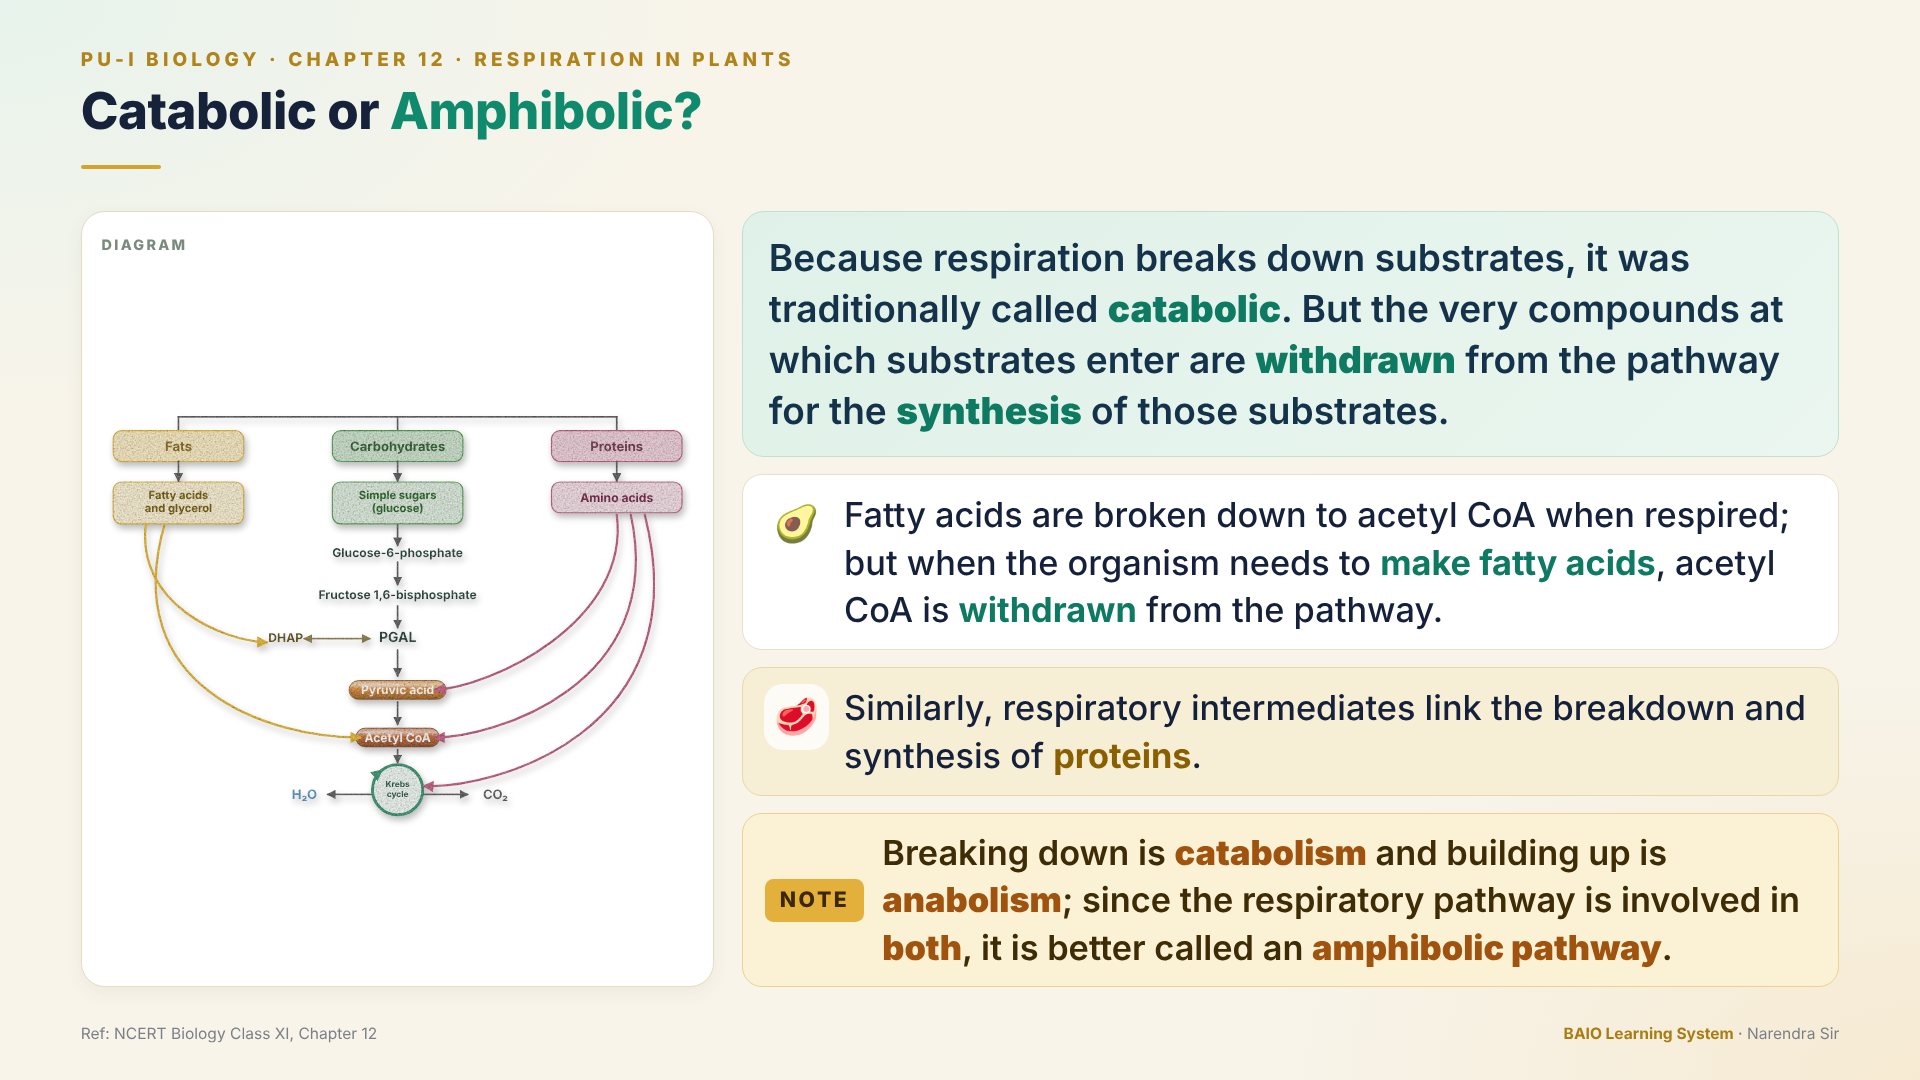 PU-I BIOLOGY · CHAPTER 12 · RESPIRATION IN PLANTS
Catabolic or Amphibolic?
DIAGRAM
Fats
Carbohydrates
Proteins
Fatty acids
and glycerol
Simple sugars
(glucose)
Amino acids
Glucose-6-phosphate
Fructose 1,6-bisphosphate
DHAP
PGAL
Pyruvic acid
Acetyl CoA
Krebs
cycle
H₂O
CO₂
Because respiration breaks down substrates, it was
traditionally called catabolic. But the very compounds at
which substrates enter are withdrawn from the pathway
for the synthesis of those substrates.
Fatty acids are broken down to acetyl CoA when respired;
but when the organism needs to make fatty acids, acetyl
CoA is withdrawn from the pathway.
Similarly, respiratory intermediates link the breakdown and
synthesis of proteins.
NOTE
Breaking down is catabolism and building up is
anabolism; since the respiratory pathway is involved in
both, it is better called an amphibolic pathway.
Ref: NCERT Biology Class XI, Chapter 12
BAIO Learning System · Narendra Sir